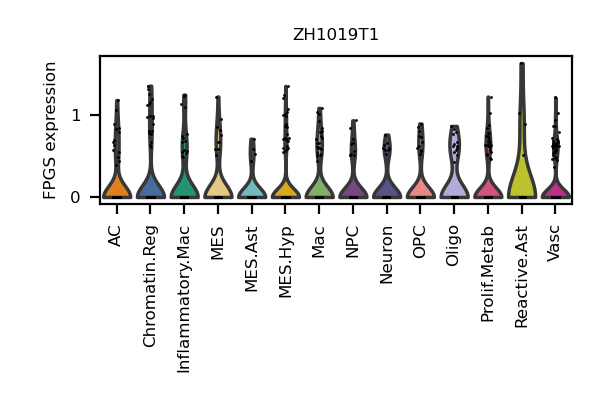 ZH1019T1
FPGS expression
1
0
AC
Chromatin.Reg
Inflammatory.Mac
MES
MES.Ast
MES.Hyp
Mac
NPC
Neuron
OPC
Oligo
Prolif.Metab
Reactive.Ast
Vasc